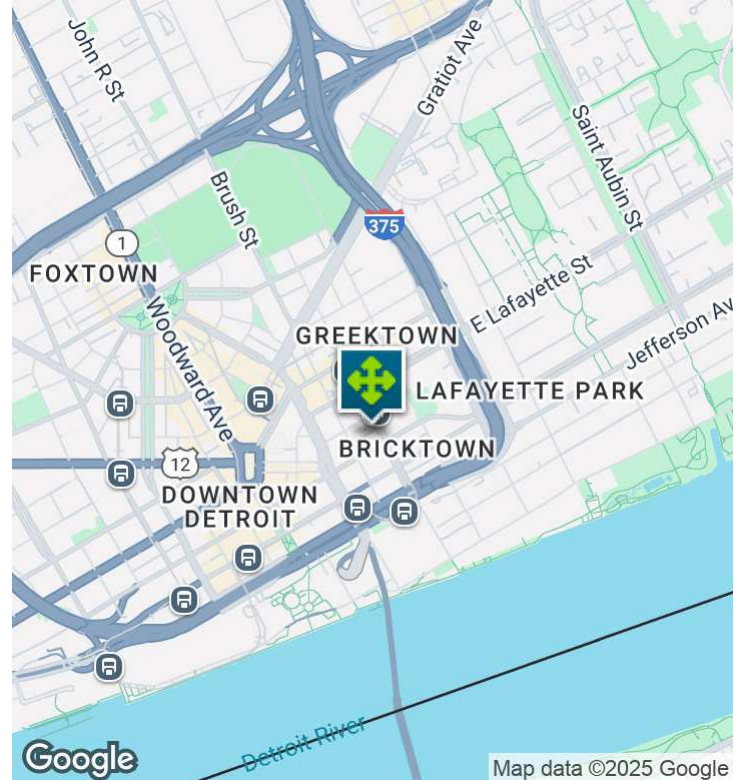 John R St
Gratiot Ave
Saint Aubin St
Brush St
375
1
FOXTOWN
E Lafayette St
Woodward Ave
GREEKTOWN
Jefferson Av
LAFAYETTE PARK
BRICKTOWN
12
DOWNTOWN
DETROIT
Detroit River
Google
Map data ©2025 Google